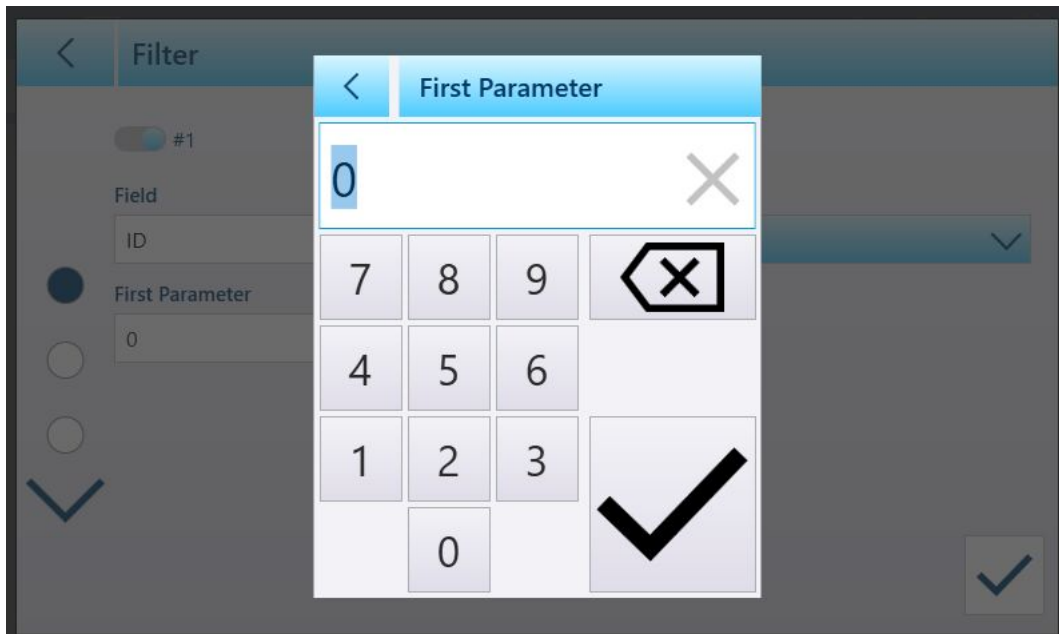 Filter
#1
Field
ID
First Parameter
0
First Parameter
0
7 8 9
4 5 6
1 2 3
0